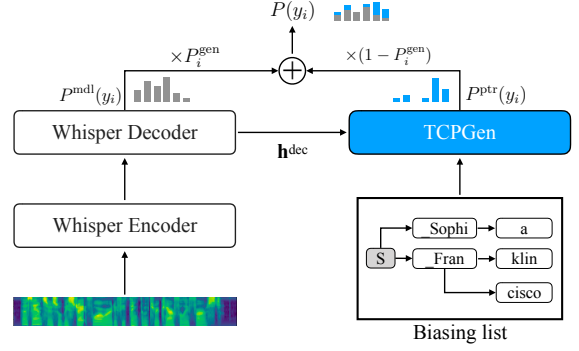 P(y_i)
×P_i^gen
×(1 − P_i^gen)
P^mdl(y_i)
P^ptr(y_i)
Whisper Decoder
TCPGen
h^dec
Whisper Encoder
_Sophi
a
S
_Fran
klin
cisco
Biasing list